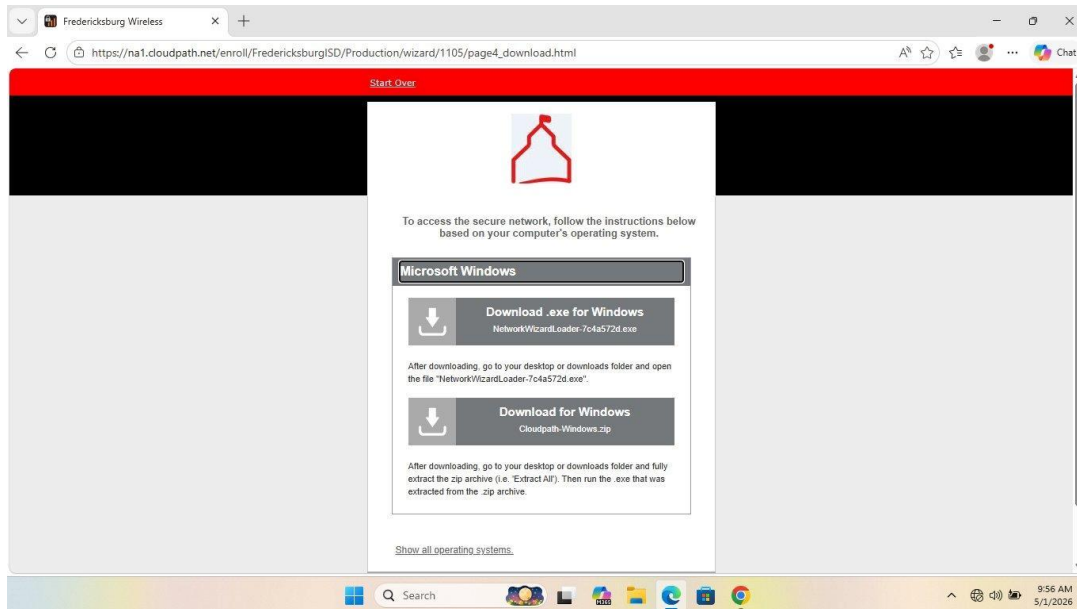 Fredericksburg Wireless
https://na1.cloudpath.net/enroll/FredericksburgISD/Production/wizard/1105/page4_download.html
Chat
Start Over
To access the secure network, follow the instructions below
based on your computer's operating system.
Microsoft Windows
Download .exe for Windows
NetworkWizardLoader-7c4a572d.exe
After downloading, go to your desktop or downloads folder and open
the file "NetworkWizardLoader-7c4a572d.exe".
Download for Windows
Cloudpath-Windows.zip
After downloading, go to your desktop or downloads folder and fully
extract the zip archive (i.e. 'Extract All'). Then run the .exe that was
extracted from the .zip archive.
Show all operating systems.
Search
9:56 AM
5/1/2026